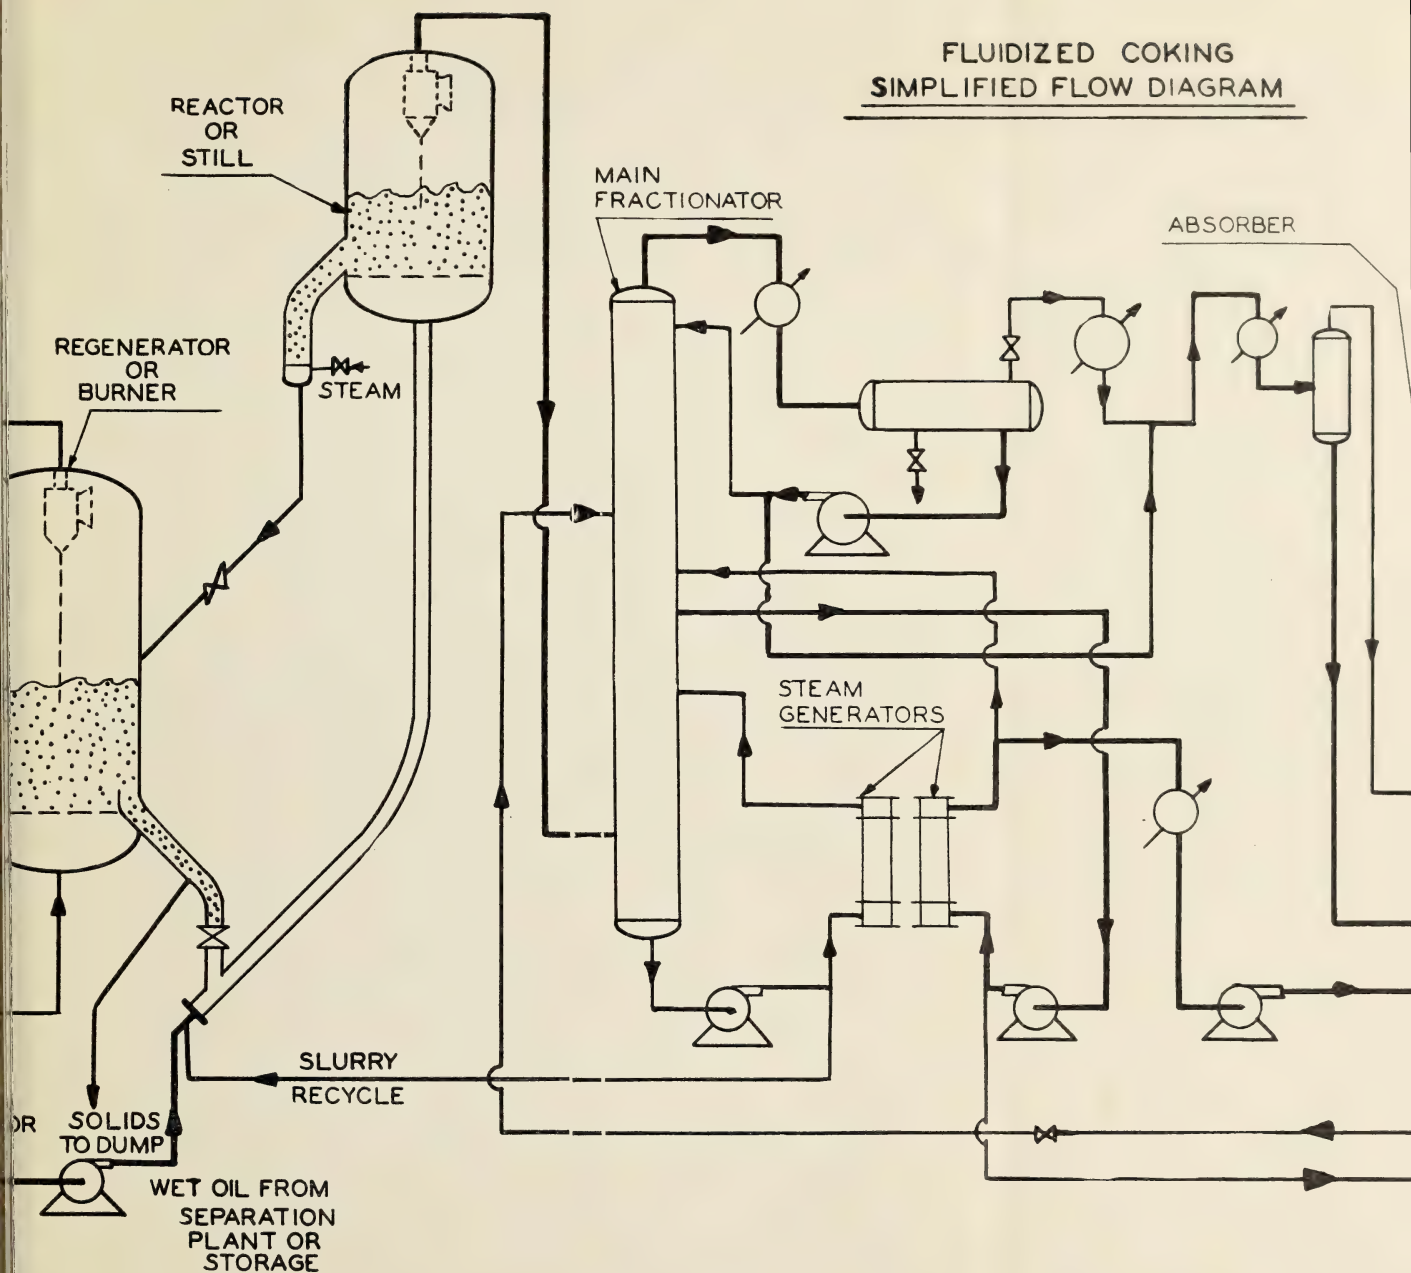 FLUIDIZED COKING
SIMPLIFIED FLOW DIAGRAM
REACTOR
OR
STILL
MAIN
FRACTIONATOR
ABSORBER
REGENERATOR
OR
BURNER
STEAM
STEAM
GENERATORS
SLURRY
RECYCLE
OR
SOLIDS
TO DUMP
WET OIL FROM
SEPARATION
PLANT OR
STORAGE